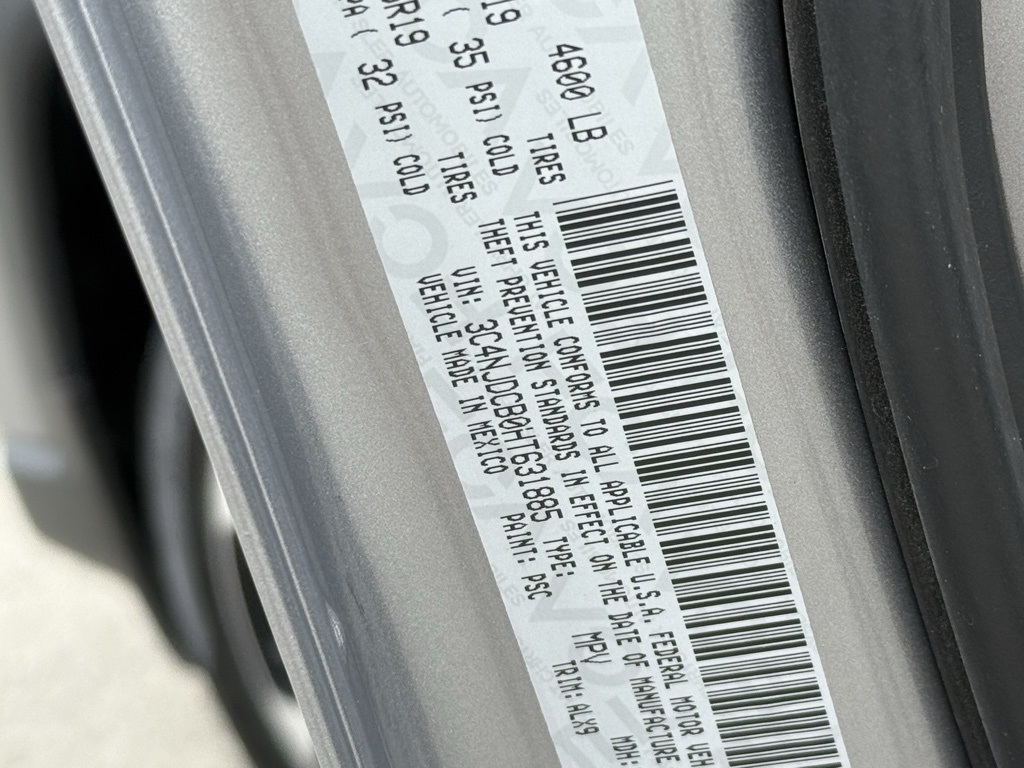 4600 LB
19
TIRES
( 35 PSI) COLD
R19
TIRES
PA( 32 PSI) COLD
THIS VEHICLE CONFORMS TO ALL APPLICABLE U.S.A. FEDERAL MOTOR VEH
THEFT PREVENTION STANDARDS IN EFFECT ON THE DATE OF MANUFACTURE
VIN: 3C4NJDCB0HT631885 TYPE: MPV MDH:
VEHICLE MADE IN MEXICO PAINT: PSC TRIM: ALX9